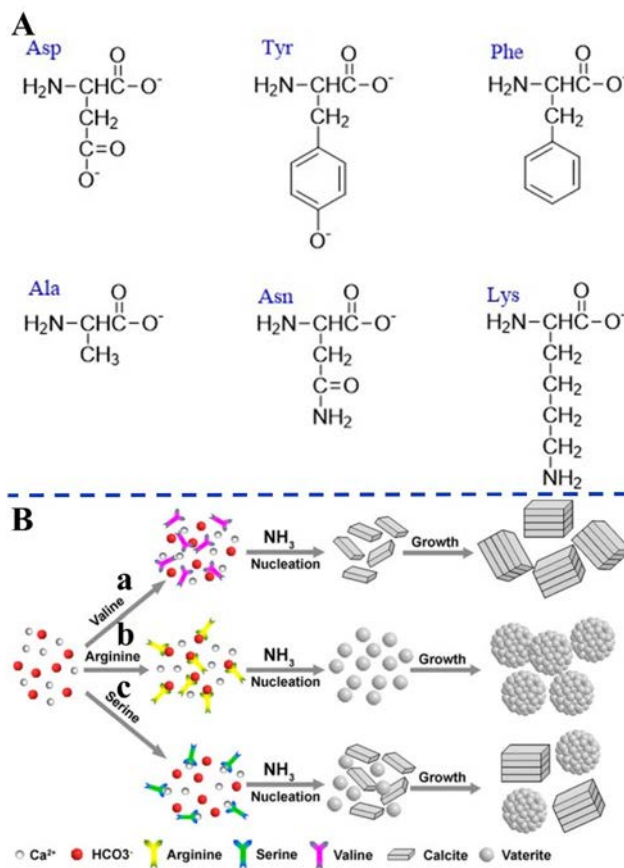 A
Asp
O
H₂N–CHC–O⁻
CH₂
C=O
O⁻
Tyr
O
H₂N–CHC–O⁻
CH₂
O⁻
Phe
O
H₂N–CHC–O⁻
CH₂
Ala
O
H₂N–CHC–O⁻
CH₃
Asn
O
H₂N–CHC–O⁻
CH₂
C=O
NH₂
Lys
O
H₂N–CHC–O⁻
CH₂
CH₂
CH₂
CH₂
NH₂
B
a
Valine
NH₃
Nucleation
Growth
b
Arginine
NH₃
Nucleation
Growth
c
Serine
NH₃
Nucleation
Growth
Ca²⁺ HCO3⁻ Arginine Serine Valine Calcite Vaterite